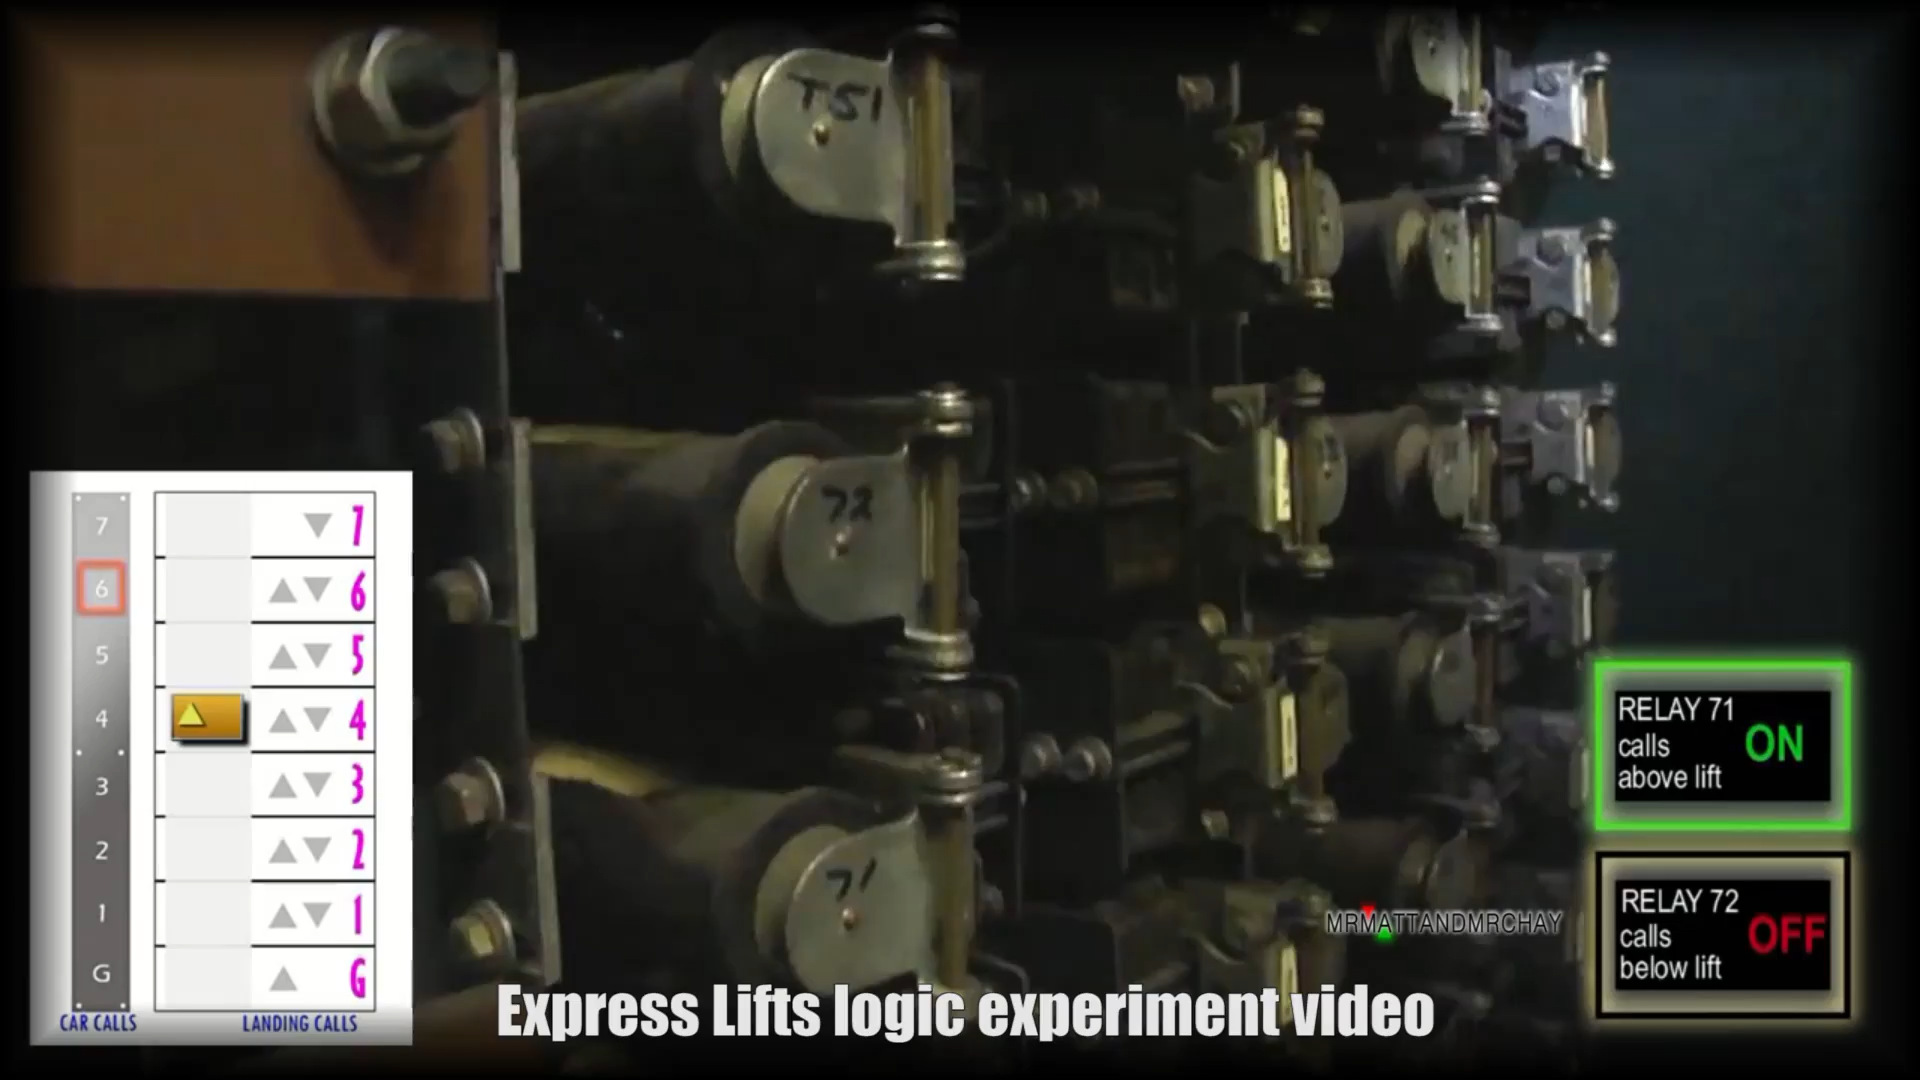 TS1
72
71
7
6
5
4
3
2
1
G
CAR CALLS
7
6
5
4
3
2
1
G
LANDING CALLS
RELAY 71
calls
above lift
ON
RELAY 72
calls
below lift
OFF
MRMATTANDMRCHAY
Express Lifts logic experiment video